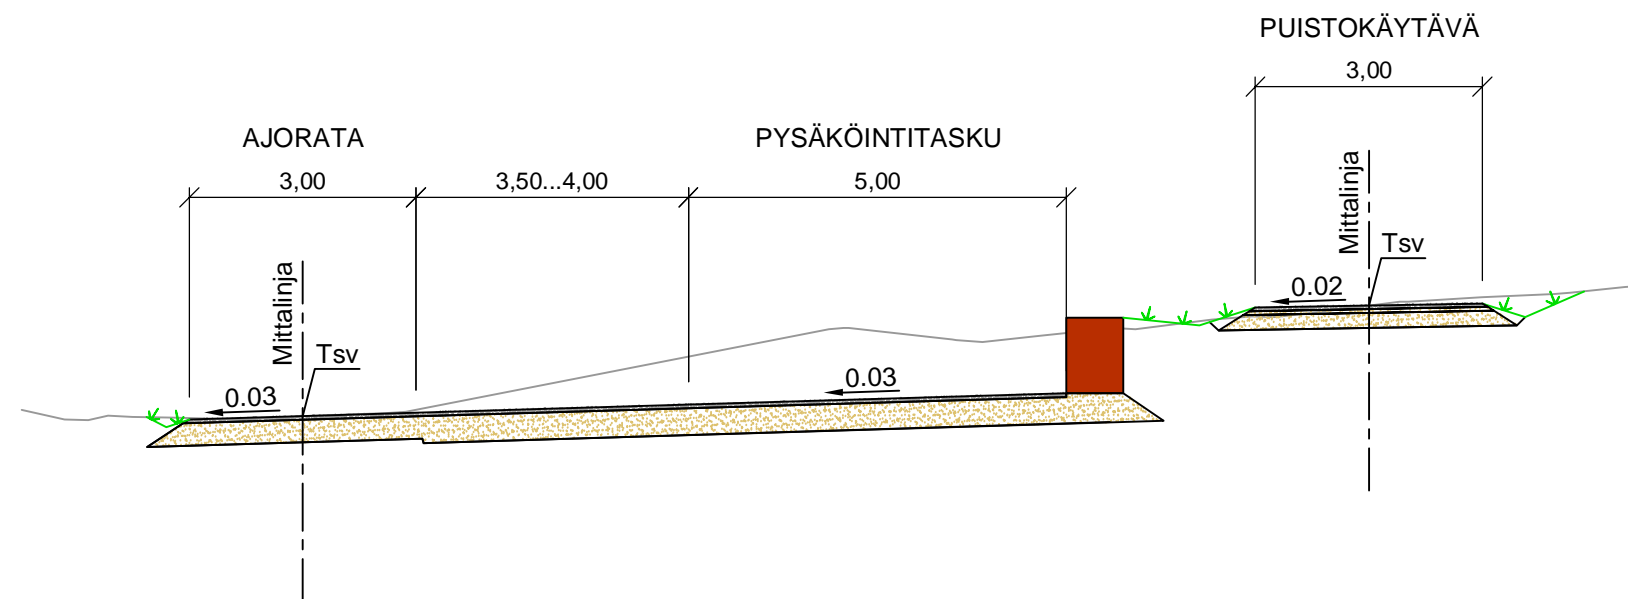 PUISTOKÄYTÄVÄ
3,00
AJORATA
PYSÄKÖINTITASKU
3,00
3,50...4,00
5,00
Mittalinja
Tsv
0.02
Mittalinja
Tsv
0.03
0.03